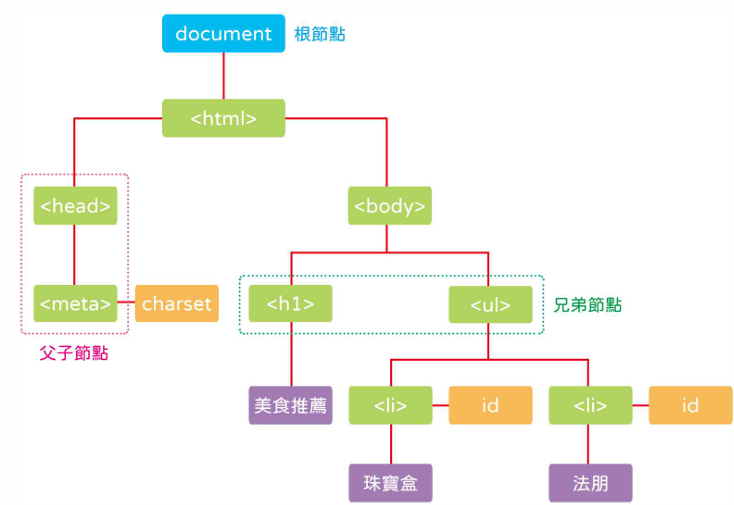 document
根節點
<html>
<head>
<body>
<meta>
charset
<h1>
<ul>
兄弟節點
父子節點
美食推薦
<li>
id
<li>
id
珠寶盒
法朋